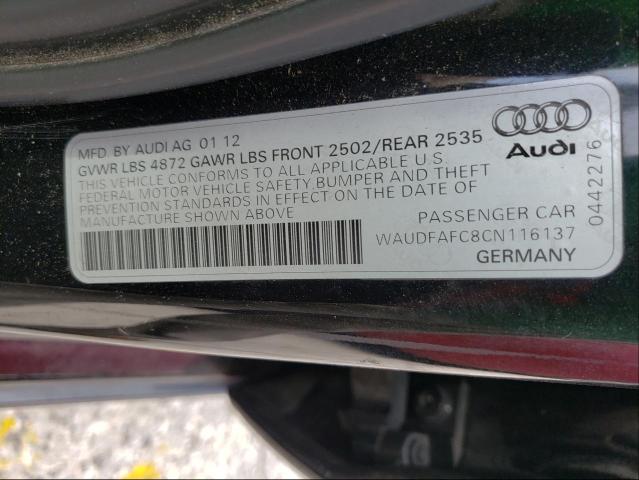 MFD. BY AUDI AG 01 12
GVWR LBS 4872 GAWR LBS FRONT 2502/REAR 2535
THIS VEHICLE CONFORMS TO ALL APPLICABLE U.S.
FEDERAL MOTOR VEHICLE SAFETY BUMPER AND THEFT
PREVENTION STANDARDS IN EFFECT ON THE DATE OF
MANUFACTURE SHOWN ABOVE
Audi
0442276
PASSENGER CAR
WAUDFAFC8CN116137
GERMANY